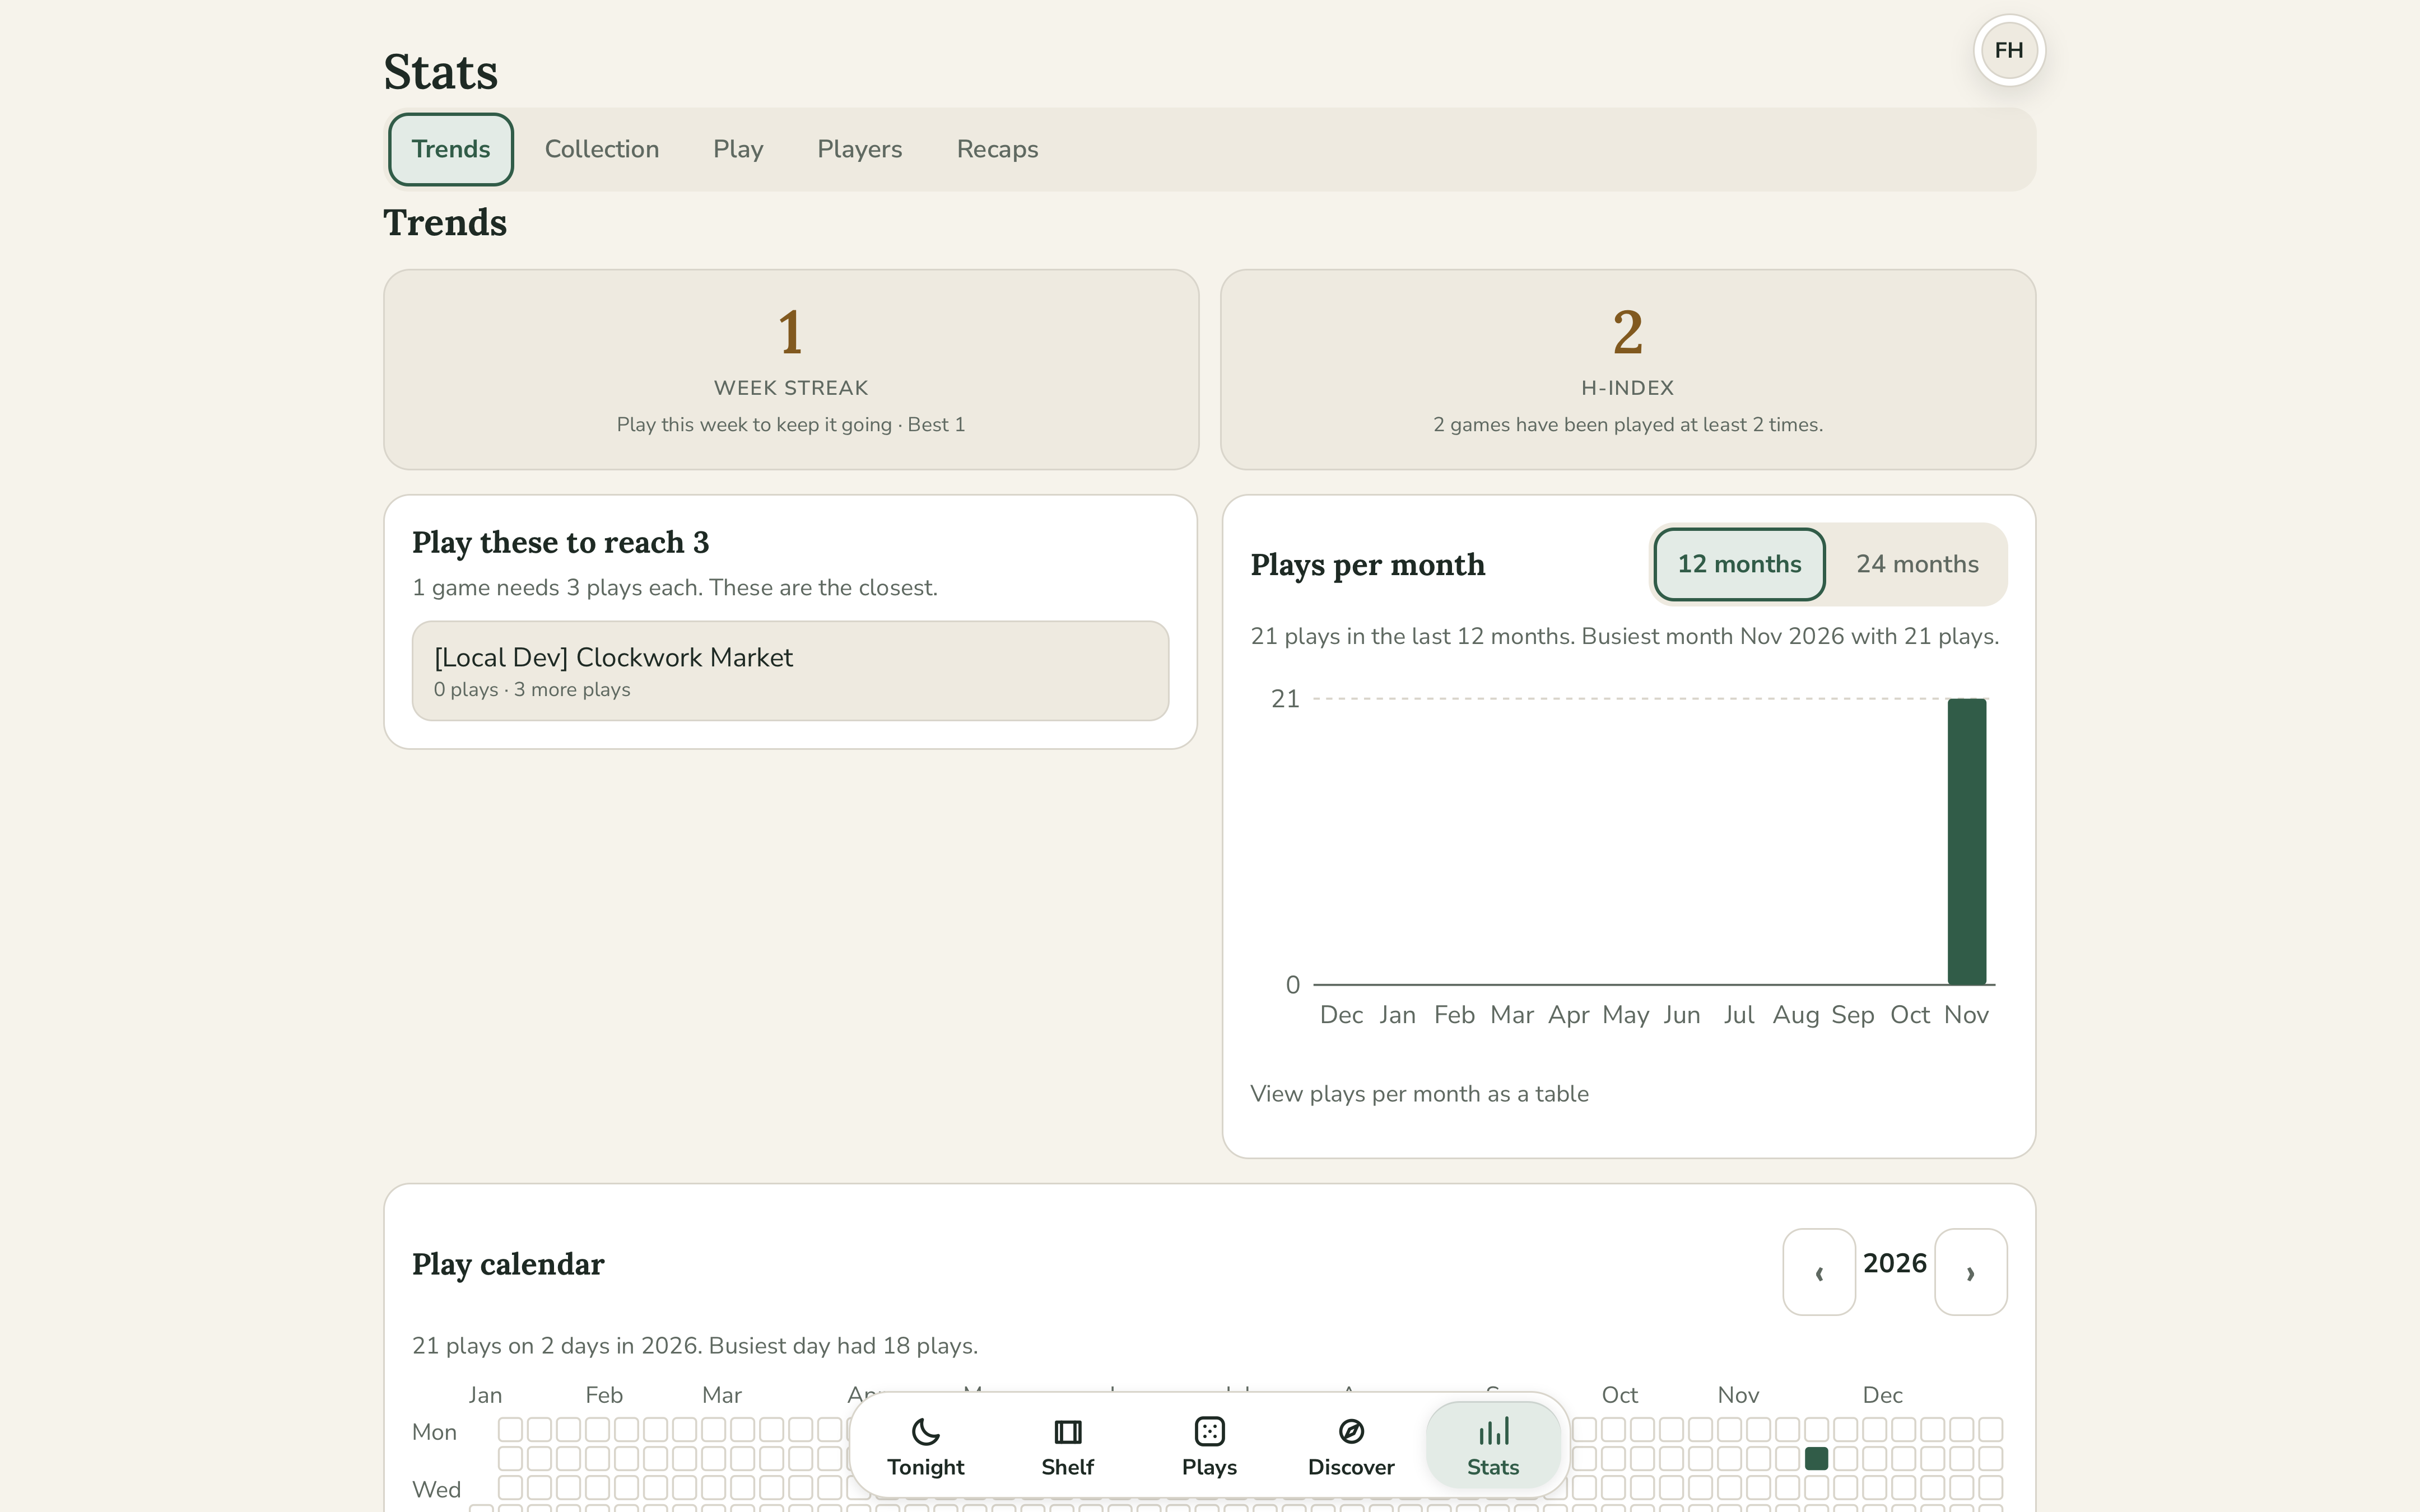 Stats
FH
Trends Collection Play Players Recaps
Trends
1
WEEK STREAK
Play this week to keep it going · Best 1
2
H-INDEX
2 games have been played at least 2 times.
Play these to reach 3
1 game needs 3 plays each. These are the closest.
[Local Dev] Clockwork Market
0 plays · 3 more plays
Plays per month
12 months 24 months
21 plays in the last 12 months. Busiest month Nov 2026 with 21 plays.
21
0
Dec Jan Feb Mar Apr May Jun Jul Aug Sep Oct Nov
View plays per month as a table
Play calendar
‹ 2026 ›
21 plays on 2 days in 2026. Busiest day had 18 plays.
Jan Feb Mar Oct Nov Dec
Mon
Wed
Tonight Shelf Plays Discover Stats